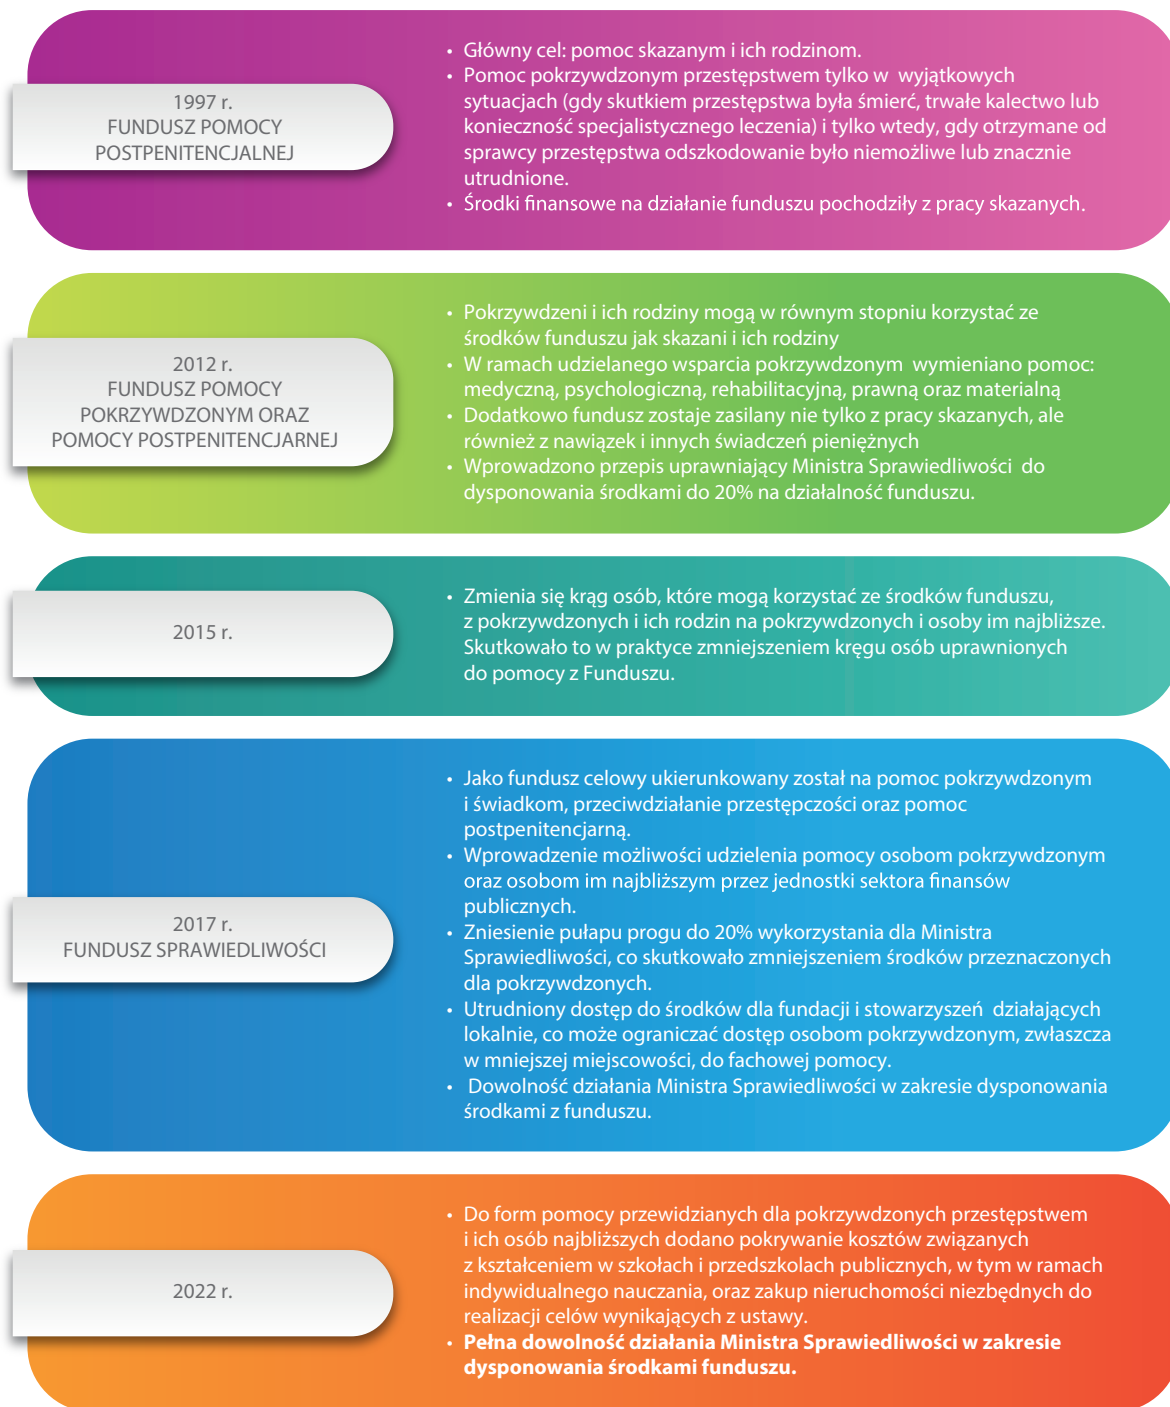 1997 r.
FUNDUSZ POMOCY
POSTPENITENCJALNEJ
• Główny cel: pomoc skazanym i ich rodzinom.
• Pomoc pokrzywdzonym przestępstwem tylko w wyjątkowych
sytuacjach (gdy skutkiem przestępstwa była śmierć, trwałe kalectwo lub
konieczność specjalistycznego leczenia) i tylko wtedy, gdy otrzymane od
sprawcy przestępstwa odszkodowanie było niemożliwe lub znacznie
utrudnione.
• Środki finansowe na działanie funduszu pochodziły z pracy skazanych.
2012 r.
FUNDUSZ POMOCY
POKRZYWDZONYM ORAZ
POMOCY POSTPENITENCJARNEJ
• Pokrzywdzeni i ich rodziny mogą w równym stopniu korzystać ze
środków funduszu jak skazani i ich rodziny
• W ramach udzielanego wsparcia pokrzywdzonym wymieniano pomoc:
medyczną, psychologiczną, rehabilitacyjną, prawną oraz materialną
• Dodatkowo fundusz zostaje zasilany nie tylko z pracy skazanych, ale
również z nawiązek i innych świadczeń pieniężnych
• Wprowadzono przepis uprawniający Ministra Sprawiedliwości do
dysponowania środkami do 20% na działalność funduszu.
2015 r.
• Zmienia się krąg osób, które mogą korzystać ze środków funduszu,
z pokrzywdzonych i ich rodzin na pokrzywdzonych i osoby im najbliższe.
Skutkowało to w praktyce zmniejszeniem kręgu osób uprawnionych
do pomocy z Funduszu.
2017 r.
FUNDUSZ SPRAWIEDLIWOŚCI
• Jako fundusz celowy ukierunkowany został na pomoc pokrzywdzonym
i świadkom, przeciwdziałanie przestępczości oraz pomoc
postpenitencjarną.
• Wprowadzenie możliwości udzielenia pomocy osobom pokrzywdzonym
oraz osobom im najbliższym przez jednostki sektora finansów
publicznych.
• Zniesienie pułapu progu do 20% wykorzystania dla Ministra
Sprawiedliwości, co skutkowało zmniejszeniem środków przeznaczonych
dla pokrzywdzonych.
• Utrudniony dostęp do środków dla fundacji i stowarzyszeń działających
lokalnie, co może ograniczać dostęp osobom pokrzywdzonym, zwłaszcza
w mniejszej miejscowości, do fachowej pomocy.
• Dowolność działania Ministra Sprawiedliwości w zakresie dysponowania
środkami z funduszu.
2022 r.
• Do form pomocy przewidzianych dla pokrzywdzonych przestępstwem
i ich osób najbliższych dodano pokrywanie kosztów związanych
z kształceniem w szkołach i przedszkolach publicznych, w tym w ramach
indywidualnego nauczania, oraz zakup nieruchomości niezbędnych do
realizacji celów wynikających z ustawy.
• Pełna dowolność działania Ministra Sprawiedliwości w zakresie
dysponowania środkami funduszu.